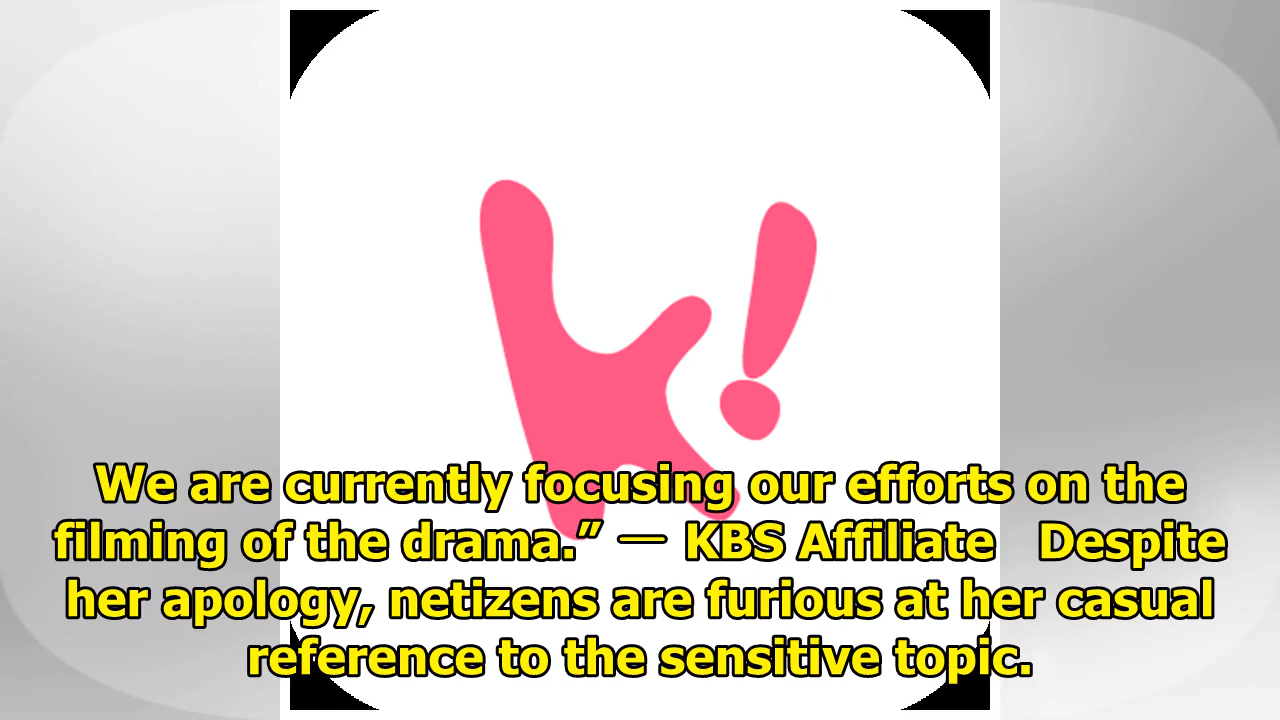 We are currently focusing our efforts on the
filming of the drama.” — KBS Affiliate   Despite
her apology, netizens are furious at her casual
reference to the sensitive topic.
k!